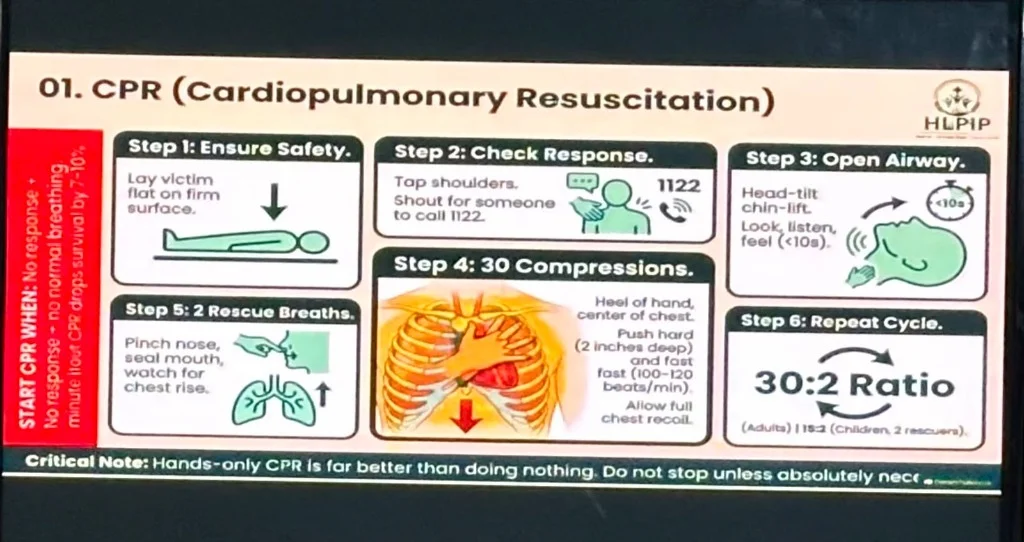 01. CPR (Cardiopulmonary Resuscitation)
HLPIP
START CPR WHEN: No response +
No response + no normal breathing
minute CPR drops survival by 7-10%
Step 1: Ensure Safety.
Lay victim
flat on firm
surface.
Step 2: Check Response.
Tap shoulders.
Shout for someone
to call 1122.
1122
Step 3: Open Airway.
Head-tilt
chin-lift.
Look, listen,
feel (<10s).
<10s
Step 4: 30 Compressions.
Heel of hand,
center of chest.
Push hard
(2 inches deep)
and fast
fast (100-120
beats/min).
Allow full
chest recoil.
Step 5: 2 Rescue Breaths.
Pinch nose,
seal mouth,
watch for
chest rise.
Step 6: Repeat Cycle.
30:2 Ratio
(Adults) | 15:2 (Children, 2 rescuers).
Critical Note: Hands-only CPR is far better than doing nothing. Do not stop unless absolutely